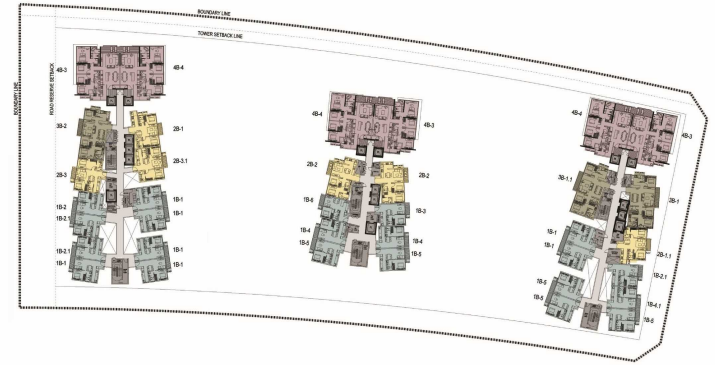 BOUNDARY LINE
TOWER SETBACK LINE
BOUNDARY LINE
ROAD RESERVE SETBACK
4B-3
4B-4
3B-2
2B-1
2B-3.1
2B-3
1B-2
1B-2.1
1B-1
1B-1
1B-2.1
1B-1
1B-1
1B-1
4B-4
4B-3
2B-2
2B-2
1B-6
1B-3
1B-4
1B-5
1B-4
1B-5
4B-4
4B-3
3B-1.1
3B-1
1B-1
1B-1
2B-1.1
1B-2.1
1B-5
1B-5
1B-4.1
1B-5